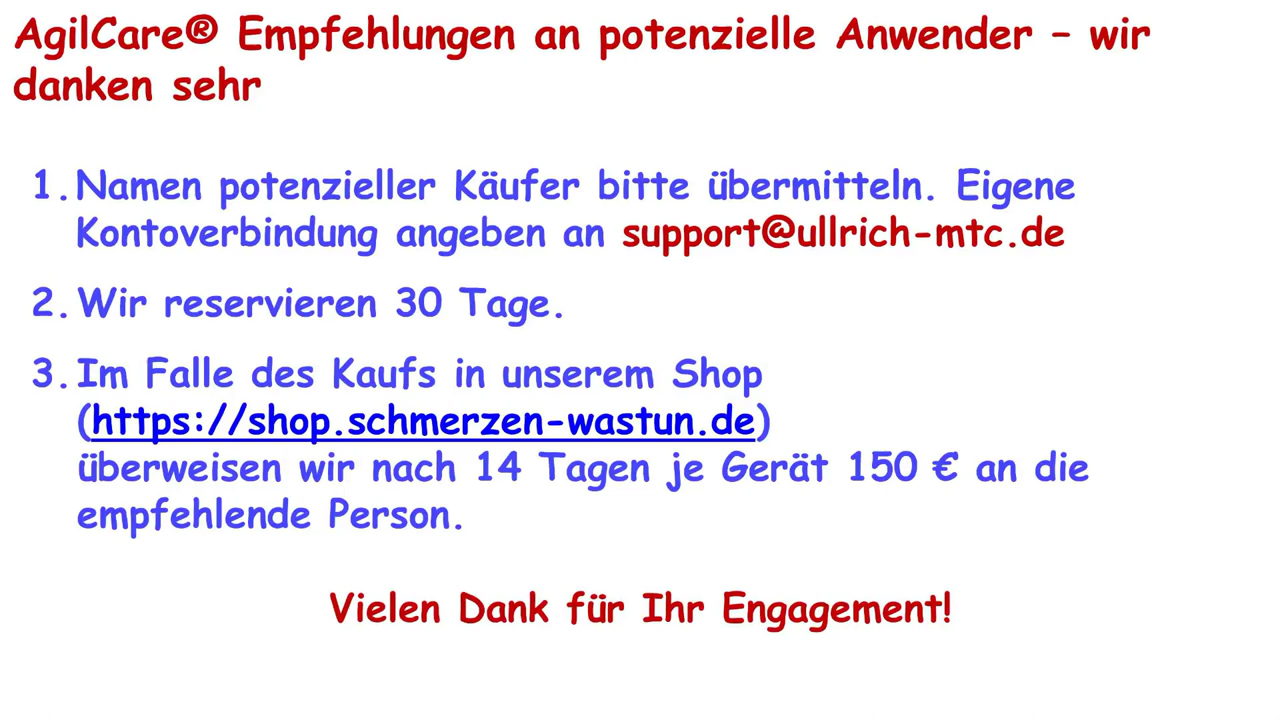 AgilCare® Empfehlungen an potenzielle Anwender – wir
danken sehr
1. Namen potenzieller Käufer bitte übermitteln. Eigene
Kontoverbindung angeben an support@ullrich-mtc.de
2. Wir reservieren 30 Tage.
3. Im Falle des Kaufs in unserem Shop
(https://shop.schmerzen-wastun.de)
überweisen wir nach 14 Tagen je Gerät 150 € an die
empfehlende Person.
Vielen Dank für Ihr Engagement!